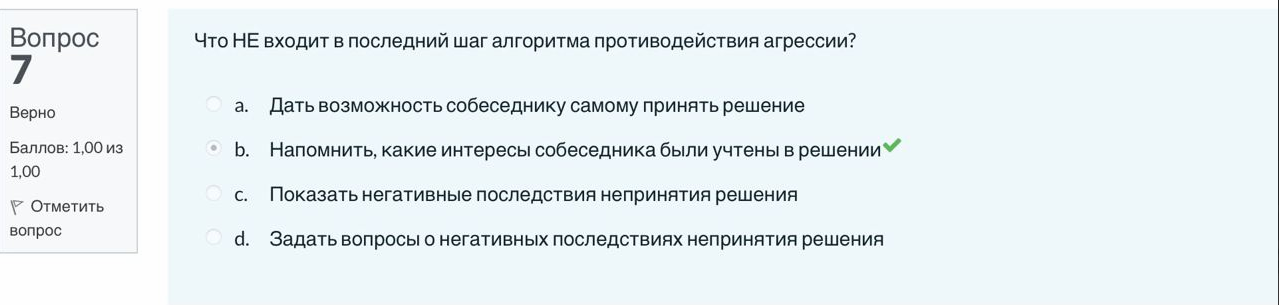 Вопрос
7
Верно
Баллов: 1,00 из
1,00
Отметить
вопрос
Что НЕ входит в последний шаг алгоритма противодействия агрессии?
a. Дать возможность собеседнику самому принять решение
b. Напомнить, какие интересы собеседника были учтены в решении
c. Показать негативные последствия непринятия решения
d. Задать вопросы о негативных последствиях непринятия решения